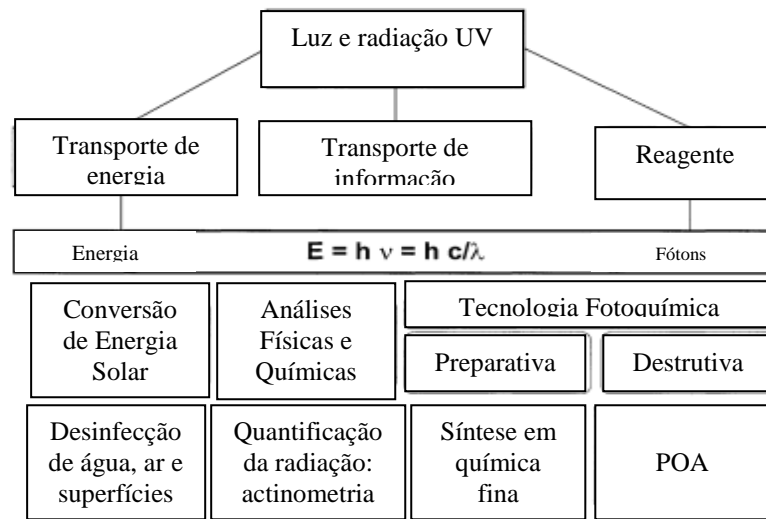 Luz e radiação UV
Transporte de
energia
Transporte de
informação
Reagente
Energia
E = h ν = h c/λ
Fótons
Conversão
de Energia
Solar
Análises
Físicas e
Químicas
Tecnologia Fotoquímica
Preparativa
Destrutiva
Desinfecção
de água, ar e
superfícies
Quantificação
da radiação:
actinometria
Síntese em
química
fina
POA